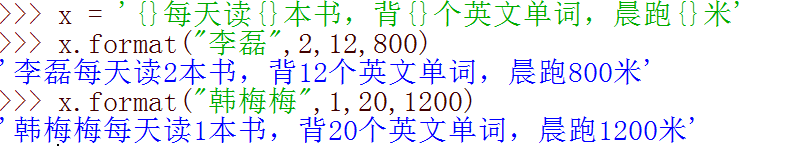 >>> x = '{}每天读{}本书，背{}个英文单词，晨跑{}米'
>>> x.format("李磊",2,12,800)
'李磊每天读2本书，背12个英文单词，晨跑800米'
>>> x.format("韩梅梅",1,20,1200)
'韩梅梅每天读1本书，背20个英文单词，晨跑1200米'